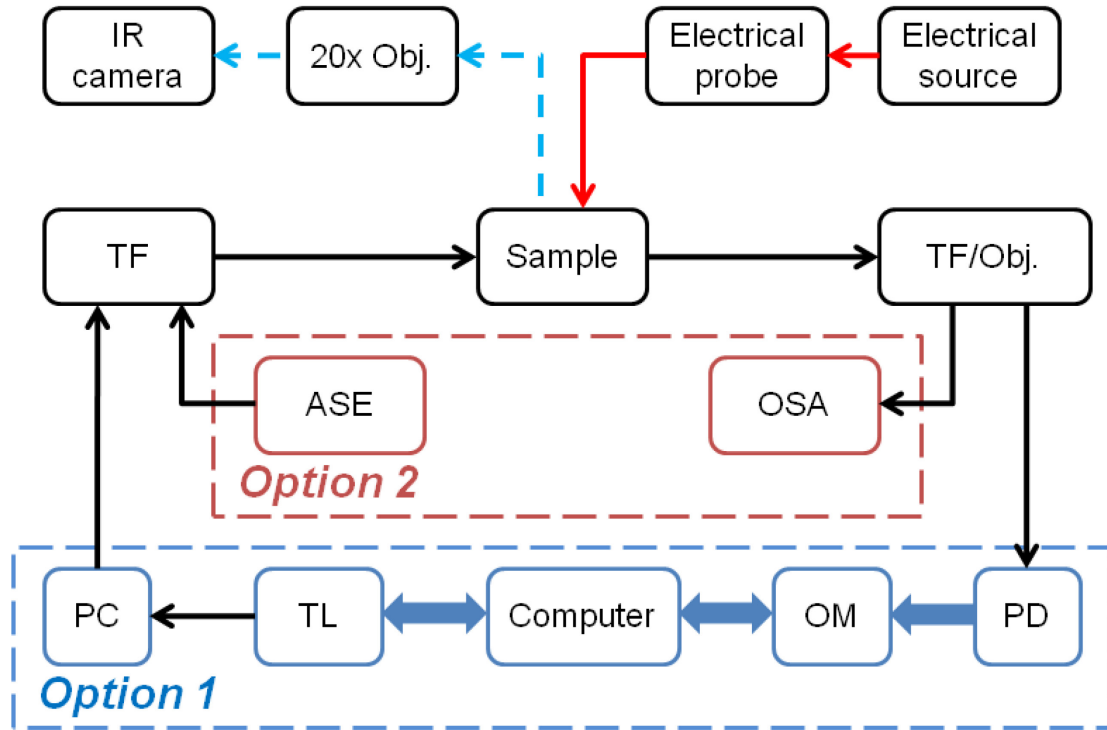 IR
camera
20x Obj.
Electrical
probe
Electrical
source
TF
Sample
TF/Obj.
ASE
OSA
Option 2
PC
TL
Computer
OM
PD
Option 1